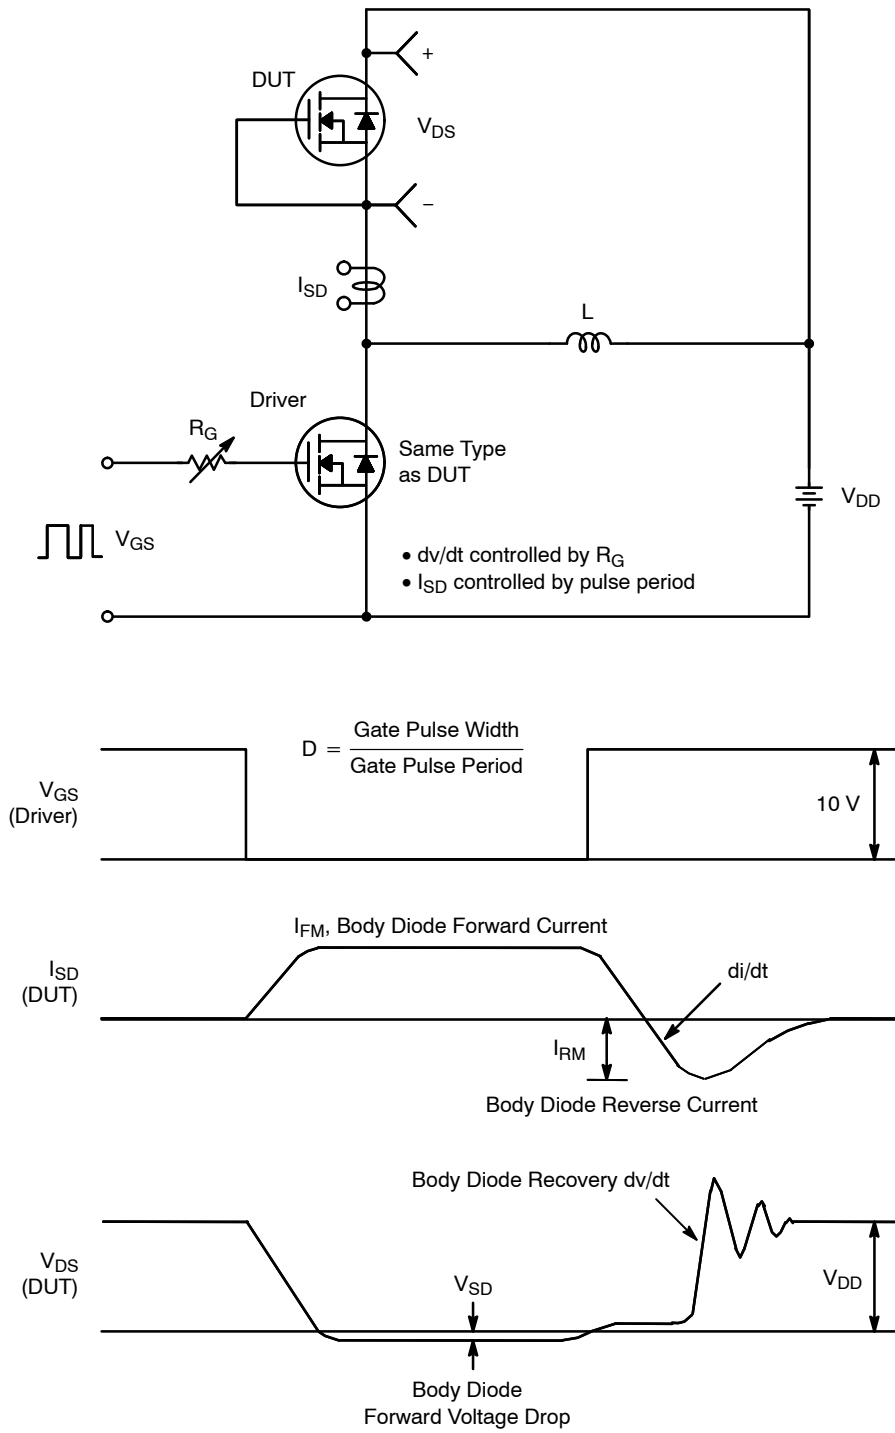 +
DUT
V_DS
−
I_SD
L
Driver
R_G
Same Type
as DUT
V_DD
V_GS
• dv/dt controlled by R_G
• I_SD controlled by pulse period
D = Gate Pulse Width / Gate Pulse Period
V_GS
(Driver)
10 V
I_FM, Body Diode Forward Current
I_SD
(DUT)
di/dt
I_RM
Body Diode Reverse Current
Body Diode Recovery dv/dt
V_DS
(DUT)
V_SD
V_DD
Body Diode
Forward Voltage Drop